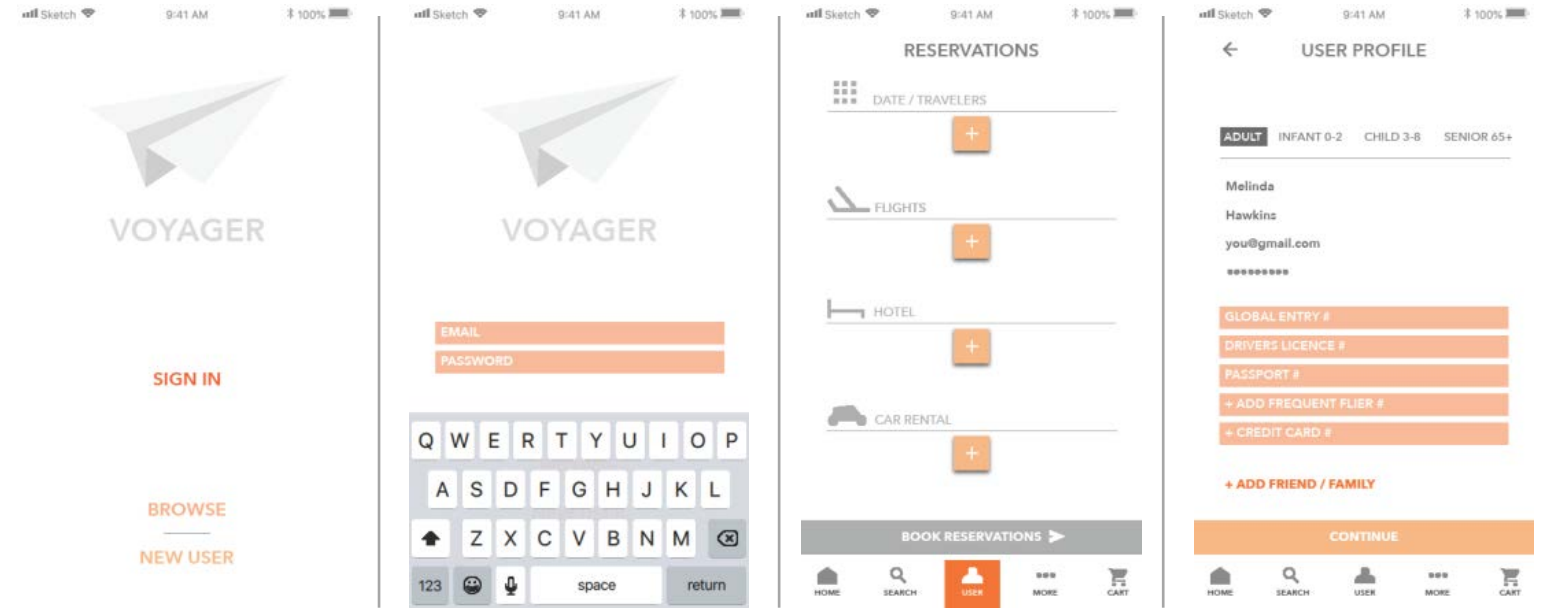 Sketch 9:41 AM 100%
VOYAGER
SIGN IN
BROWSE
NEW USER
Sketch 9:41 AM 100%
VOYAGER
EMAIL
PASSWORD
Q W E R T Y U I O P
A S D F G H J K L
Z X C V B N M
123 space return
Sketch 9:41 AM 100%
RESERVATIONS
DATE / TRAVELERS
+
FLIGHTS
+
HOTEL
+
CAR RENTAL
+
BOOK RESERVATIONS
HOME SEARCH USER MORE CART
Sketch 9:41 AM 100%
USER PROFILE
ADULT INFANT 0-2 CHILD 3-8 SENIOR 65+
Melinda
Hawkins
you@gmail.com
•••••••••
GLOBAL ENTRY #
DRIVERS LICENCE #
PASSPORT #
+ ADD FREQUENT FLIER #
+ CREDIT CARD #
+ ADD FRIEND / FAMILY
CONTINUE
HOME SEARCH USER MORE CART